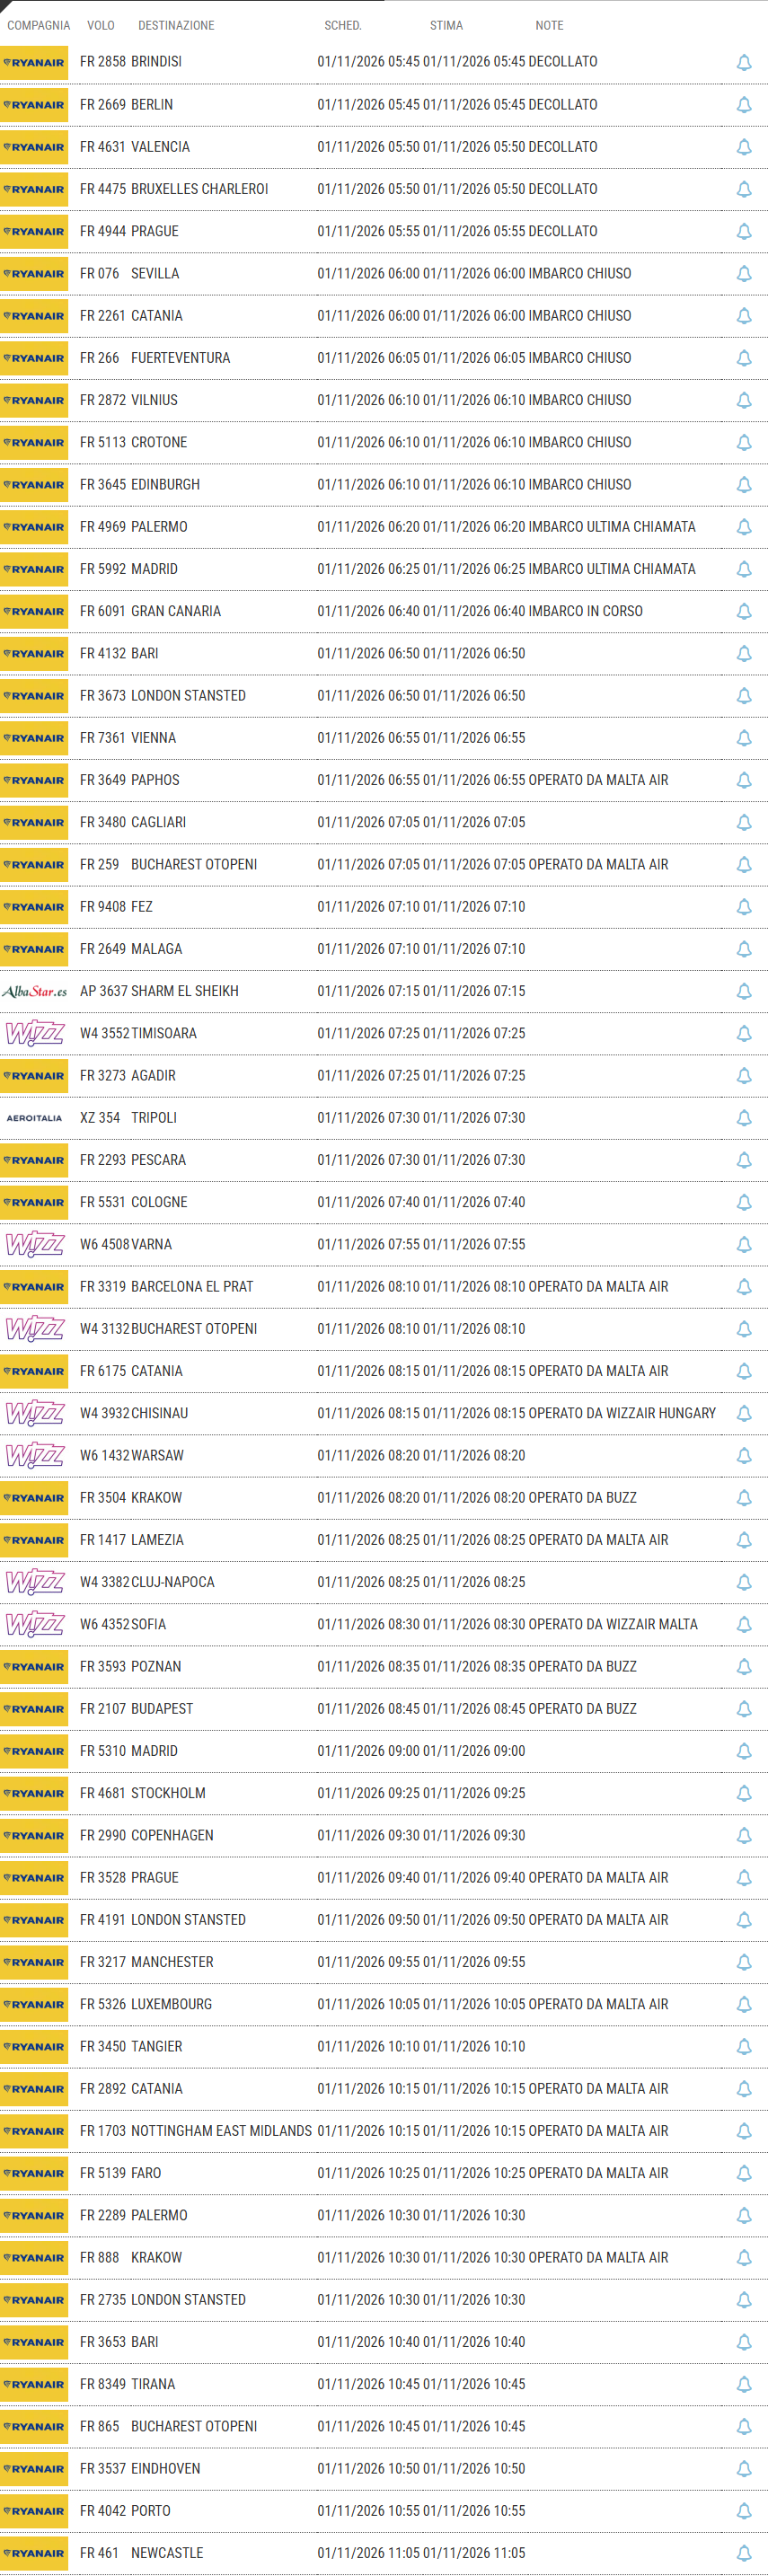 COMPAGNIA VOLO DESTINAZIONE SCHED. STIMA NOTE
RYANAIR FR 2858 BRINDISI 01/11/2026 05:45 01/11/2026 05:45 DECOLLATO
RYANAIR FR 2669 BERLIN 01/11/2026 05:45 01/11/2026 05:45 DECOLLATO
RYANAIR FR 4631 VALENCIA 01/11/2026 05:50 01/11/2026 05:50 DECOLLATO
RYANAIR FR 4475 BRUXELLES CHARLEROI 01/11/2026 05:50 01/11/2026 05:50 DECOLLATO
RYANAIR FR 4944 PRAGUE 01/11/2026 05:55 01/11/2026 05:55 DECOLLATO
RYANAIR FR 076 SEVILLA 01/11/2026 06:00 01/11/2026 06:00 IMBARCO CHIUSO
RYANAIR FR 2261 CATANIA 01/11/2026 06:00 01/11/2026 06:00 IMBARCO CHIUSO
RYANAIR FR 266 FUERTEVENTURA 01/11/2026 06:05 01/11/2026 06:05 IMBARCO CHIUSO
RYANAIR FR 2872 VILNIUS 01/11/2026 06:10 01/11/2026 06:10 IMBARCO CHIUSO
RYANAIR FR 5113 CROTONE 01/11/2026 06:10 01/11/2026 06:10 IMBARCO CHIUSO
RYANAIR FR 3645 EDINBURGH 01/11/2026 06:10 01/11/2026 06:10 IMBARCO CHIUSO
RYANAIR FR 4969 PALERMO 01/11/2026 06:20 01/11/2026 06:20 IMBARCO ULTIMA CHIAMATA
RYANAIR FR 5992 MADRID 01/11/2026 06:25 01/11/2026 06:25 IMBARCO ULTIMA CHIAMATA
RYANAIR FR 6091 GRAN CANARIA 01/11/2026 06:40 01/11/2026 06:40 IMBARCO IN CORSO
RYANAIR FR 4132 BARI 01/11/2026 06:50 01/11/2026 06:50
RYANAIR FR 3673 LONDON STANSTED 01/11/2026 06:50 01/11/2026 06:50
RYANAIR FR 7361 VIENNA 01/11/2026 06:55 01/11/2026 06:55
RYANAIR FR 3649 PAPHOS 01/11/2026 06:55 01/11/2026 06:55 OPERATO DA MALTA AIR
RYANAIR FR 3480 CAGLIARI 01/11/2026 07:05 01/11/2026 07:05
RYANAIR FR 259 BUCHAREST OTOPENI 01/11/2026 07:05 01/11/2026 07:05 OPERATO DA MALTA AIR
RYANAIR FR 9408 FEZ 01/11/2026 07:10 01/11/2026 07:10
RYANAIR FR 2649 MALAGA 01/11/2026 07:10 01/11/2026 07:10
AlbaStar.es AP 3637 SHARM EL SHEIKH 01/11/2026 07:15 01/11/2026 07:15
WIZZ W4 3552 TIMISOARA 01/11/2026 07:25 01/11/2026 07:25
RYANAIR FR 3273 AGADIR 01/11/2026 07:25 01/11/2026 07:25
AEROITALIA XZ 354 TRIPOLI 01/11/2026 07:30 01/11/2026 07:30
RYANAIR FR 2293 PESCARA 01/11/2026 07:30 01/11/2026 07:30
RYANAIR FR 5531 COLOGNE 01/11/2026 07:40 01/11/2026 07:40
WIZZ W6 4508 VARNA 01/11/2026 07:55 01/11/2026 07:55
RYANAIR FR 3319 BARCELONA EL PRAT 01/11/2026 08:10 01/11/2026 08:10 OPERATO DA MALTA AIR
WIZZ W4 3132 BUCHAREST OTOPENI 01/11/2026 08:10 01/11/2026 08:10
RYANAIR FR 6175 CATANIA 01/11/2026 08:15 01/11/2026 08:15 OPERATO DA MALTA AIR
WIZZ W4 3932 CHISINAU 01/11/2026 08:15 01/11/2026 08:15 OPERATO DA WIZZAIR HUNGARY
WIZZ W6 1432 WARSAW 01/11/2026 08:20 01/11/2026 08:20
RYANAIR FR 3504 KRAKOW 01/11/2026 08:20 01/11/2026 08:20 OPERATO DA BUZZ
RYANAIR FR 1417 LAMEZIA 01/11/2026 08:25 01/11/2026 08:25 OPERATO DA MALTA AIR
WIZZ W4 3382 CLUJ-NAPOCA 01/11/2026 08:25 01/11/2026 08:25
WIZZ W6 4352 SOFIA 01/11/2026 08:30 01/11/2026 08:30 OPERATO DA WIZZAIR MALTA
RYANAIR FR 3593 POZNAN 01/11/2026 08:35 01/11/2026 08:35 OPERATO DA BUZZ
RYANAIR FR 2107 BUDAPEST 01/11/2026 08:45 01/11/2026 08:45 OPERATO DA BUZZ
RYANAIR FR 5310 MADRID 01/11/2026 09:00 01/11/2026 09:00
RYANAIR FR 4681 STOCKHOLM 01/11/2026 09:25 01/11/2026 09:25
RYANAIR FR 2990 COPENHAGEN 01/11/2026 09:30 01/11/2026 09:30
RYANAIR FR 3528 PRAGUE 01/11/2026 09:40 01/11/2026 09:40 OPERATO DA MALTA AIR
RYANAIR FR 4191 LONDON STANSTED 01/11/2026 09:50 01/11/2026 09:50 OPERATO DA MALTA AIR
RYANAIR FR 3217 MANCHESTER 01/11/2026 09:55 01/11/2026 09:55
RYANAIR FR 5326 LUXEMBOURG 01/11/2026 10:05 01/11/2026 10:05 OPERATO DA MALTA AIR
RYANAIR FR 3450 TANGIER 01/11/2026 10:10 01/11/2026 10:10
RYANAIR FR 2892 CATANIA 01/11/2026 10:15 01/11/2026 10:15 OPERATO DA MALTA AIR
RYANAIR FR 1703 NOTTINGHAM EAST MIDLANDS 01/11/2026 10:15 01/11/2026 10:15 OPERATO DA MALTA AIR
RYANAIR FR 5139 FARO 01/11/2026 10:25 01/11/2026 10:25 OPERATO DA MALTA AIR
RYANAIR FR 2289 PALERMO 01/11/2026 10:30 01/11/2026 10:30
RYANAIR FR 888 KRAKOW 01/11/2026 10:30 01/11/2026 10:30 OPERATO DA MALTA AIR
RYANAIR FR 2735 LONDON STANSTED 01/11/2026 10:30 01/11/2026 10:30
RYANAIR FR 3653 BARI 01/11/2026 10:40 01/11/2026 10:40
RYANAIR FR 8349 TIRANA 01/11/2026 10:45 01/11/2026 10:45
RYANAIR FR 865 BUCHAREST OTOPENI 01/11/2026 10:45 01/11/2026 10:45
RYANAIR FR 3537 EINDHOVEN 01/11/2026 10:50 01/11/2026 10:50
RYANAIR FR 4042 PORTO 01/11/2026 10:55 01/11/2026 10:55
RYANAIR FR 461 NEWCASTLE 01/11/2026 11:05 01/11/2026 11:05